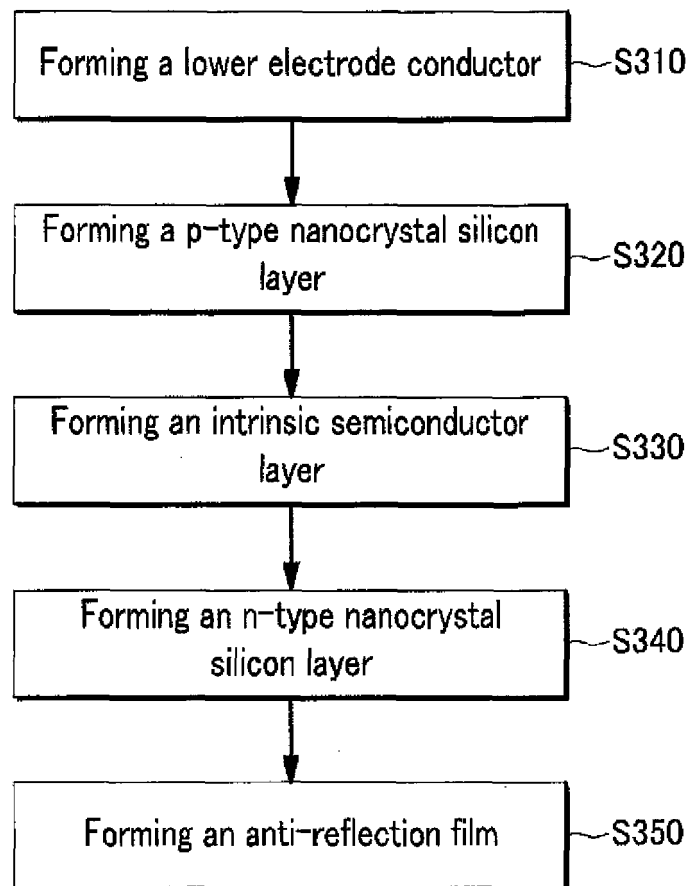 Forming a lower electrode conductor
S310
Forming a p-type nanocrystal silicon
layer
S320
Forming an intrinsic semiconductor
layer
S330
Forming an n-type nanocrystal
silicon layer
S340
Forming an anti-reflection film
S350